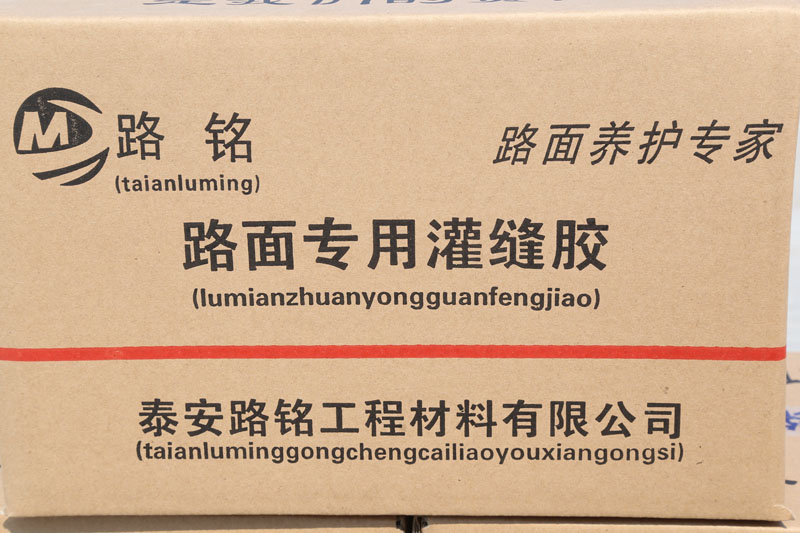 M
路铭
(taianluming)
路面养护专家
路面专用灌缝胶
(lumianzhuanyongguanfengjiao)
泰安路铭工程材料有限公司
(taianluminggongchengcailiaoyouxiangongsi)